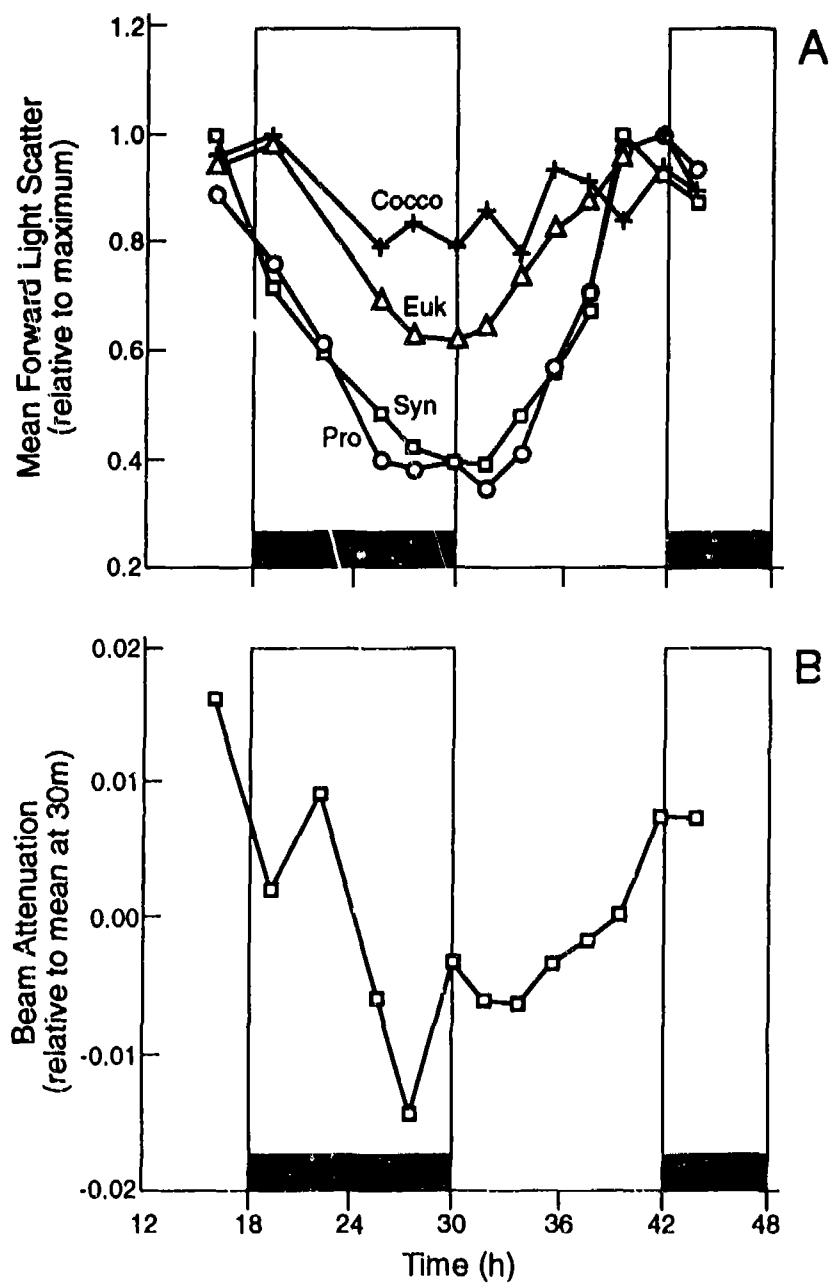 A
Mean Forward Light Scatter
(relative to maximum)
1.2
1.0
0.8
0.6
0.4
0.2
Cocco
Euk
Syn
Pro
B
Beam Attenuation
(relative to mean at 30m)
0.02
0.01
0.00
-0.01
-0.02
12 18 24 30 36 42 48
Time (h)